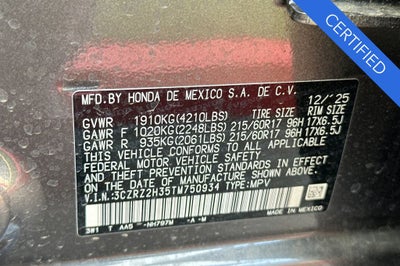 CERTIFIED
MFD.BY HONDA DE MEXICO S.A. DE C.V. 12/'25
GVWR 1910KG(4210LBS) TIRE SIZE RIM SIZE
GAWR F 1020KG(2248LBS) 215/60R17 96H 17X6.5J
GAWR R 935KG(2061LBS) 215/60R17 96H 17X6.5J
THIS VEHICLE CONFORMS TO ALL APPLICABLE
FEDERAL MOTOR VEHICLE SAFETY, BUMPER,
AND THEFT PREVENTION STANDARDS IN EFFECT
ON THE DATE OF MANUFACTURE SHOWN ABOVE.
V.I.N.:3CZRZ2H35TM750934 TYPE:MPV
3W1 T AA5 NH797M -A -M MADE IN MEXICO